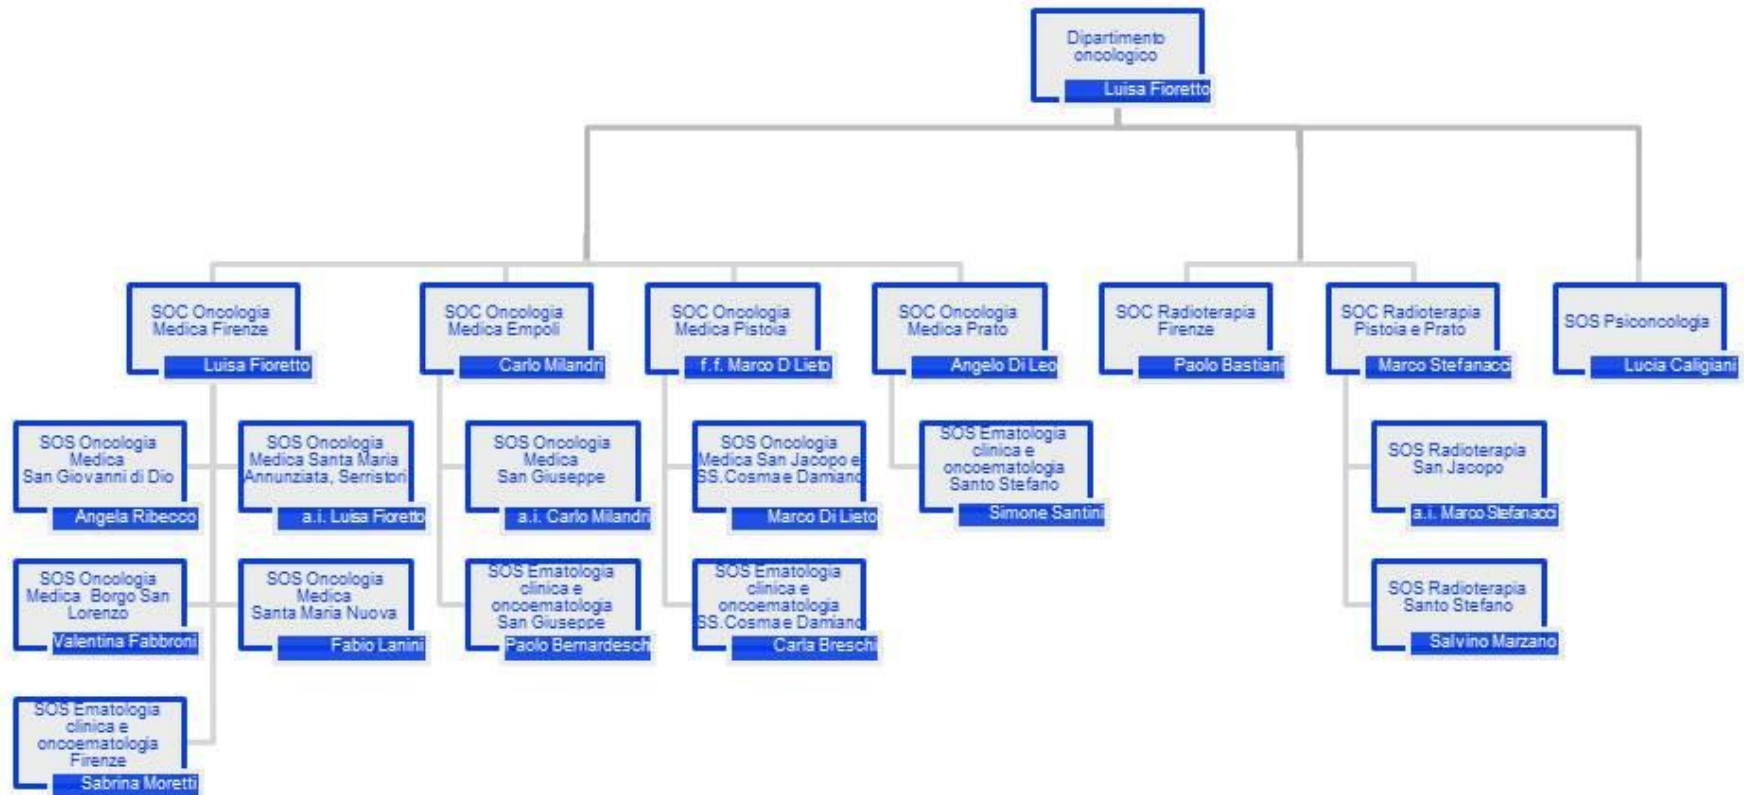 Dipartimento
oncologico
Luisa Fioretto
SOC Oncologia
Medica Firenze
Luisa Fioretto
SOC Oncologia
Medica Empoli
Carlo Milandri
SOC Oncologia
Medica Pistoia
f.f. Marco D Lieto
SOC Oncologia
Medica Prato
Angelo Di Leo
SOC Radioterapia
Firenze
Paolo Bastiani
SOC Radioterapia
Pistoia e Prato
Marco Stefanacci
SOS Psiconcologia
Lucia Caligiani
SOS Oncologia
Medica
San Giovanni di Dio
Angela Ribecco
SOS Oncologia
Medica Santa Maria
Annunziata, Serristori
a.i. Luisa Fioretto
SOS Oncologia
Medica
San Giuseppe
a.i. Carlo Milandri
SOS Oncologia
Medica San Jacopo e
SS.Cosma e Damiano
Marco Di Lieto
SOS Ematologia
clinica e
oncoematologia
Santo Stefano
Simone Santini
SOS Radioterapia
San Jacopo
a.i. Marco Stefanacci
SOS Oncologia
Medica Borgo San
Lorenzo
Valentina Fabbroni
SOS Oncologia
Medica
Santa Maria Nuova
Fabio Lanini
SOS Ematologia
clinica e
oncoematologia
San Giuseppe
Paolo Bernardesch
SOS Ematologia
clinica e
oncoematologia
SS.Cosma e Damiano
Carla Breschi
SOS Radioterapia
Santo Stefano
Salvino Marzano
SOS Ematologia
clinica e
oncoematologia
Firenze
Sabrina Moretti